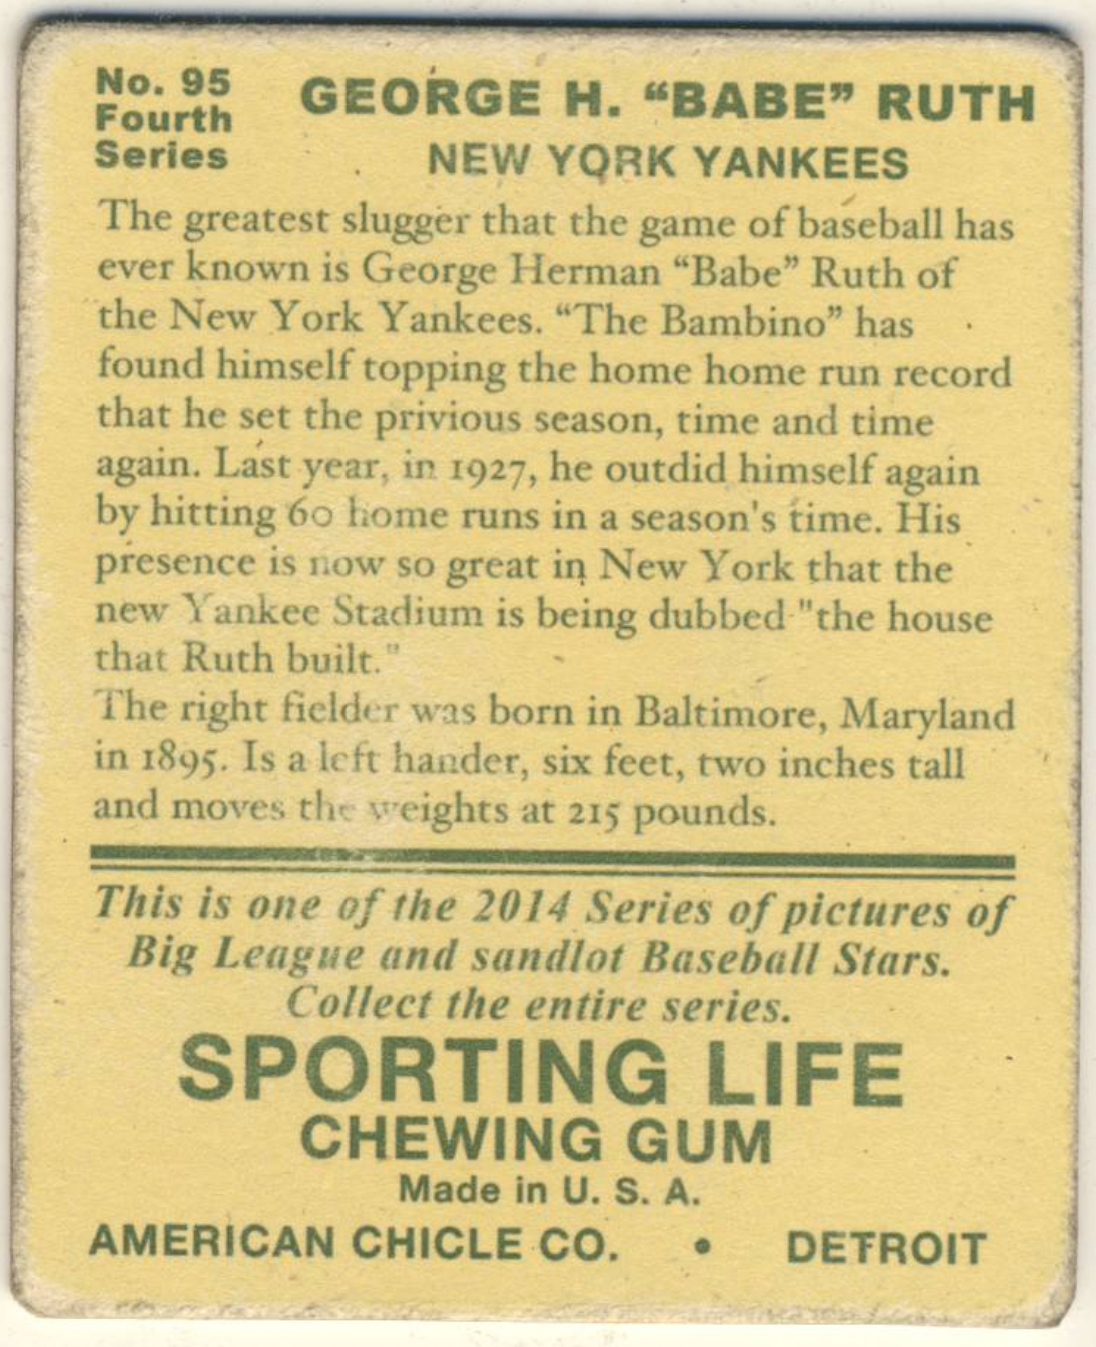 No. 95
Fourth
Series
GEORGE H. “BABE” RUTH
NEW YORK YANKEES
The greatest slugger that the game of baseball has
ever known is George Herman “Babe” Ruth of
the New York Yankees. “The Bambino” has
found himself topping the home home run record
that he set the privious season, time and time
again. Last year, in 1927, he outdid himself again
by hitting 60 home runs in a season's time. His
presence is now so great in New York that the
new Yankee Stadium is being dubbed "the house
that Ruth built."
The right fielder was born in Baltimore, Maryland
in 1895. Is a left hander, six feet, two inches tall
and moves the weights at 215 pounds.
This is one of the 2014 Series of pictures of
Big League and sandlot Baseball Stars.
Collect the entire series.
SPORTING LIFE
CHEWING GUM
Made in U. S. A.
AMERICAN CHICLE CO. • DETROIT